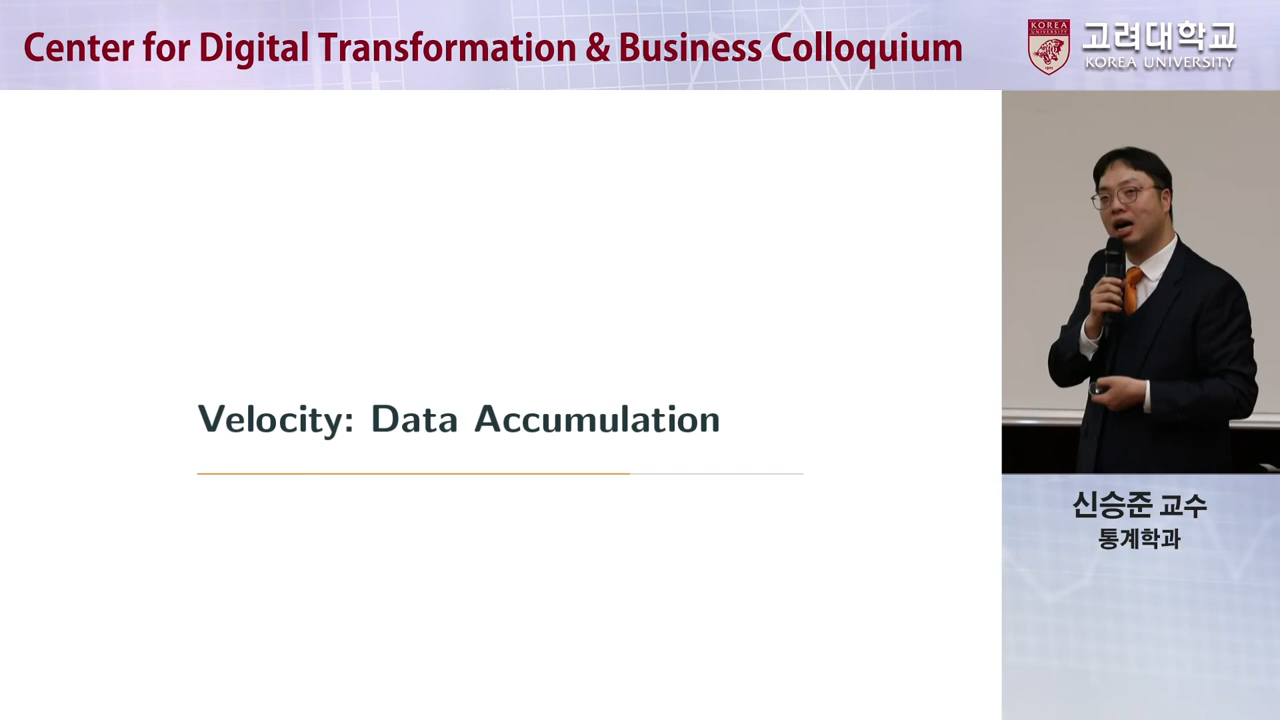 Center for Digital Transformation & Business Colloquium
KOREA
UNIVERSITY
1905
고려대학교
KOREA UNIVERSITY
Velocity: Data Accumulation
신승준 교수
통계학과